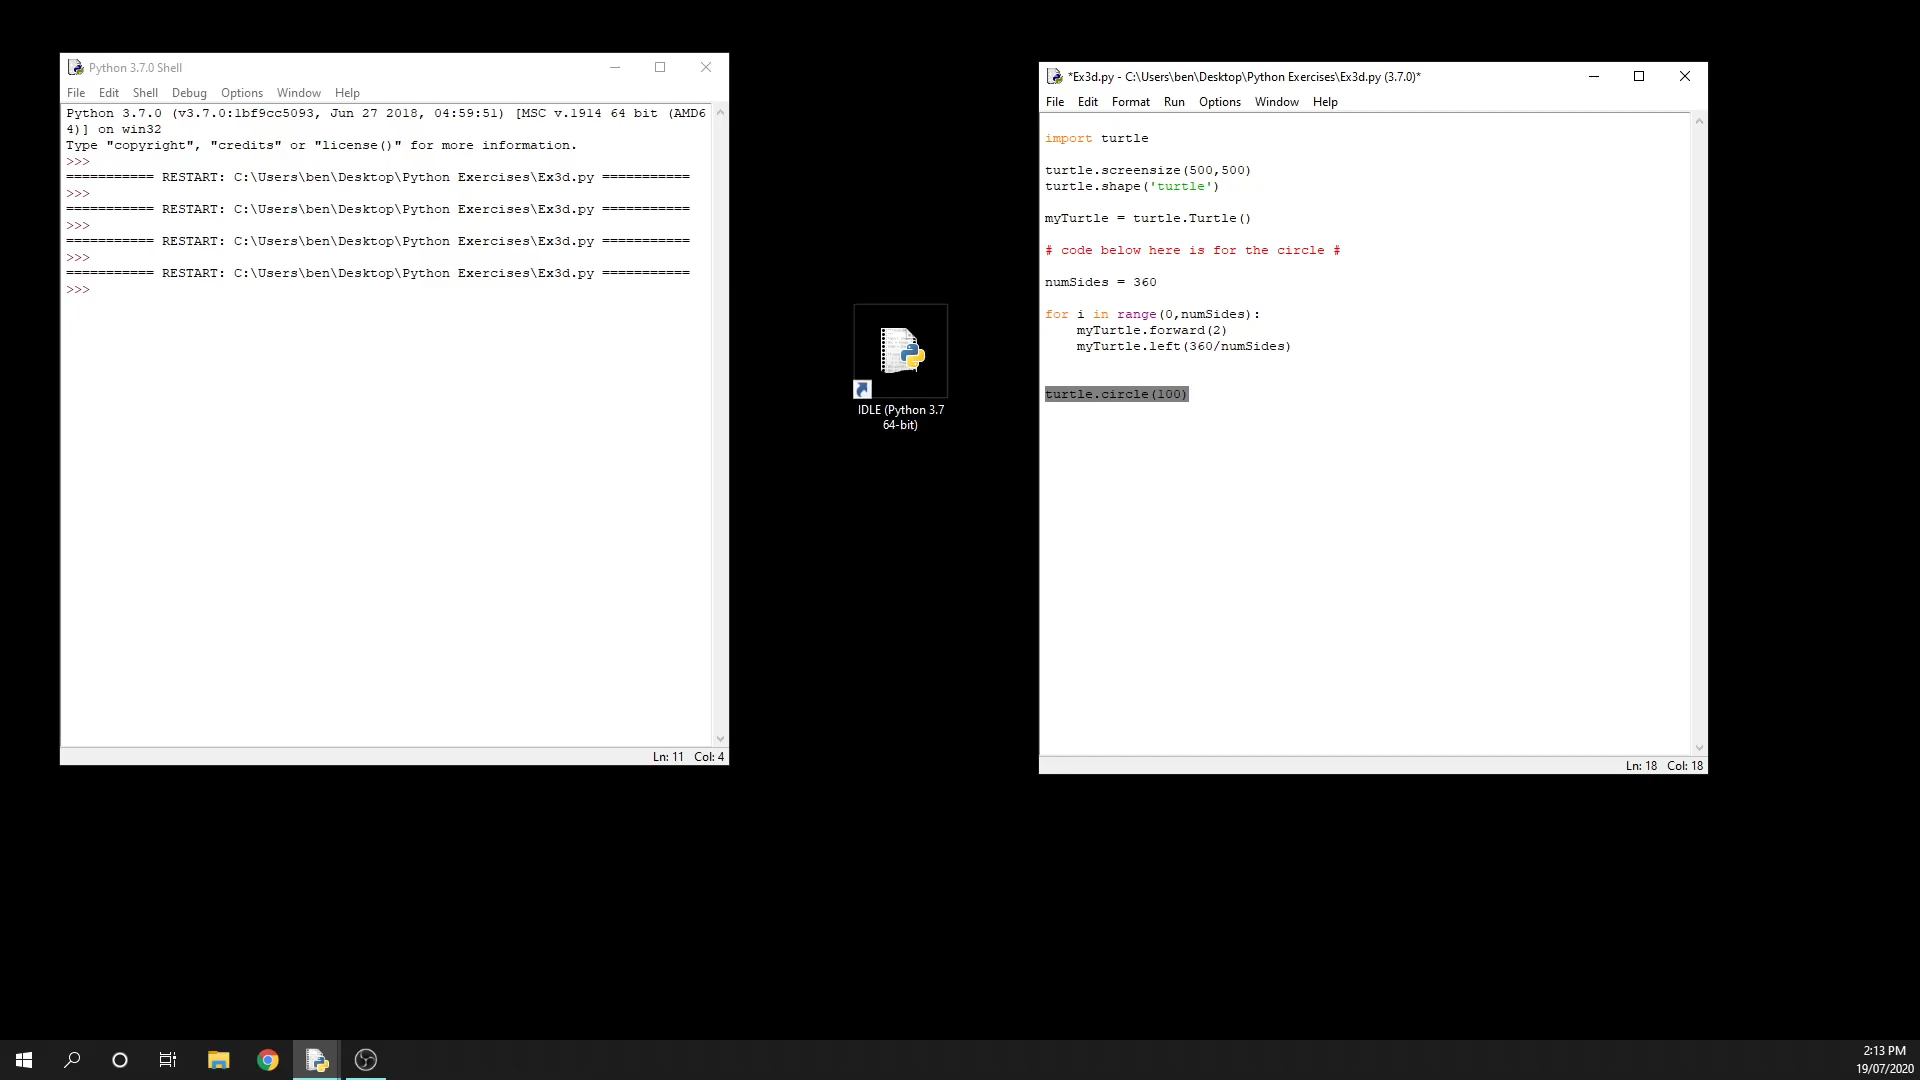 Python 3.7.0 Shell
File Edit Shell Debug Options Window Help
Python 3.7.0 (v3.7.0:1bf9cc5093, Jun 27 2018, 04:59:51) [MSC v.1914 64 bit (AMD6
4)] on win32
Type "copyright", "credits" or "license()" for more information.
>>>
=========== RESTART: C:\Users\ben\Desktop\Python Exercises\Ex3d.py ===========
>>>
=========== RESTART: C:\Users\ben\Desktop\Python Exercises\Ex3d.py ===========
>>>
=========== RESTART: C:\Users\ben\Desktop\Python Exercises\Ex3d.py ===========
>>>
=========== RESTART: C:\Users\ben\Desktop\Python Exercises\Ex3d.py ===========
>>>
Ln: 11 Col: 4
IDLE (Python 3.7
64-bit)
*Ex3d.py - C:\Users\ben\Desktop\Python Exercises\Ex3d.py (3.7.0)*
File Edit Format Run Options Window Help
import turtle
turtle.screensize(500,500)
turtle.shape('turtle')
myTurtle = turtle.Turtle()
# code below here is for the circle #
numSides = 360
for i in range(0,numSides):
    myTurtle.forward(2)
    myTurtle.left(360/numSides)
turtle.circle(100)
Ln: 18 Col: 18
2:13 PM
19/07/2020